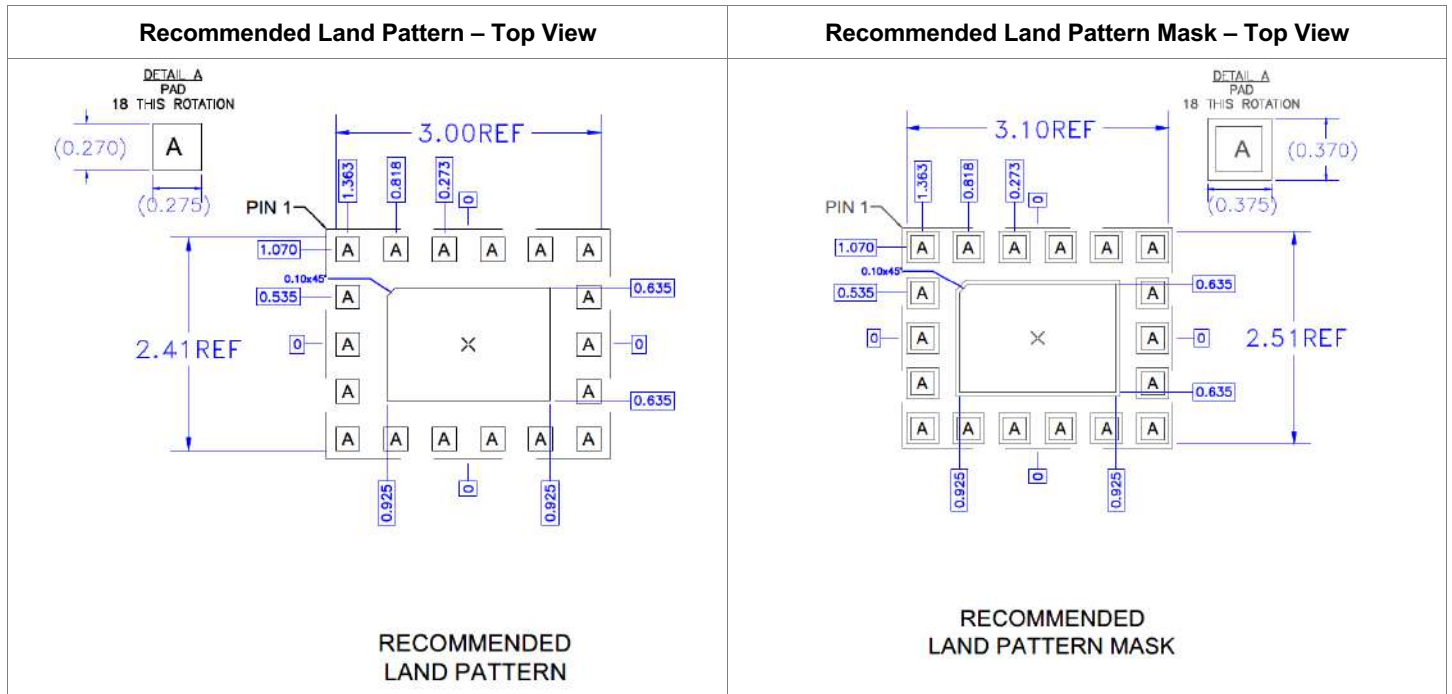 Recommended Land Pattern – Top View
DETAIL A
PAD
18 THIS ROTATION
A
(0.270)
(0.275)
3.00REF
1.363
0.818
0.273
0
PIN 1
1.070
A A A A A A
0.10x45°
0.535
A
A
0.635
2.41REF
0
A
A
0
A
A
0.635
A A A A A A
0.925
0
0.925
RECOMMENDED
LAND PATTERN
Recommended Land Pattern Mask – Top View
DETAIL A
PAD
18 THIS ROTATION
A
(0.370)
(0.375)
3.10REF
1.363
0.818
0.273
0
PIN 1
1.070
A A A A A A
0.10x45°
0.535
A
A
0.635
0
A
A
0
2.51REF
A
A
0.635
A A A A A A
0.925
0
0.925
RECOMMENDED
LAND PATTERN MASK